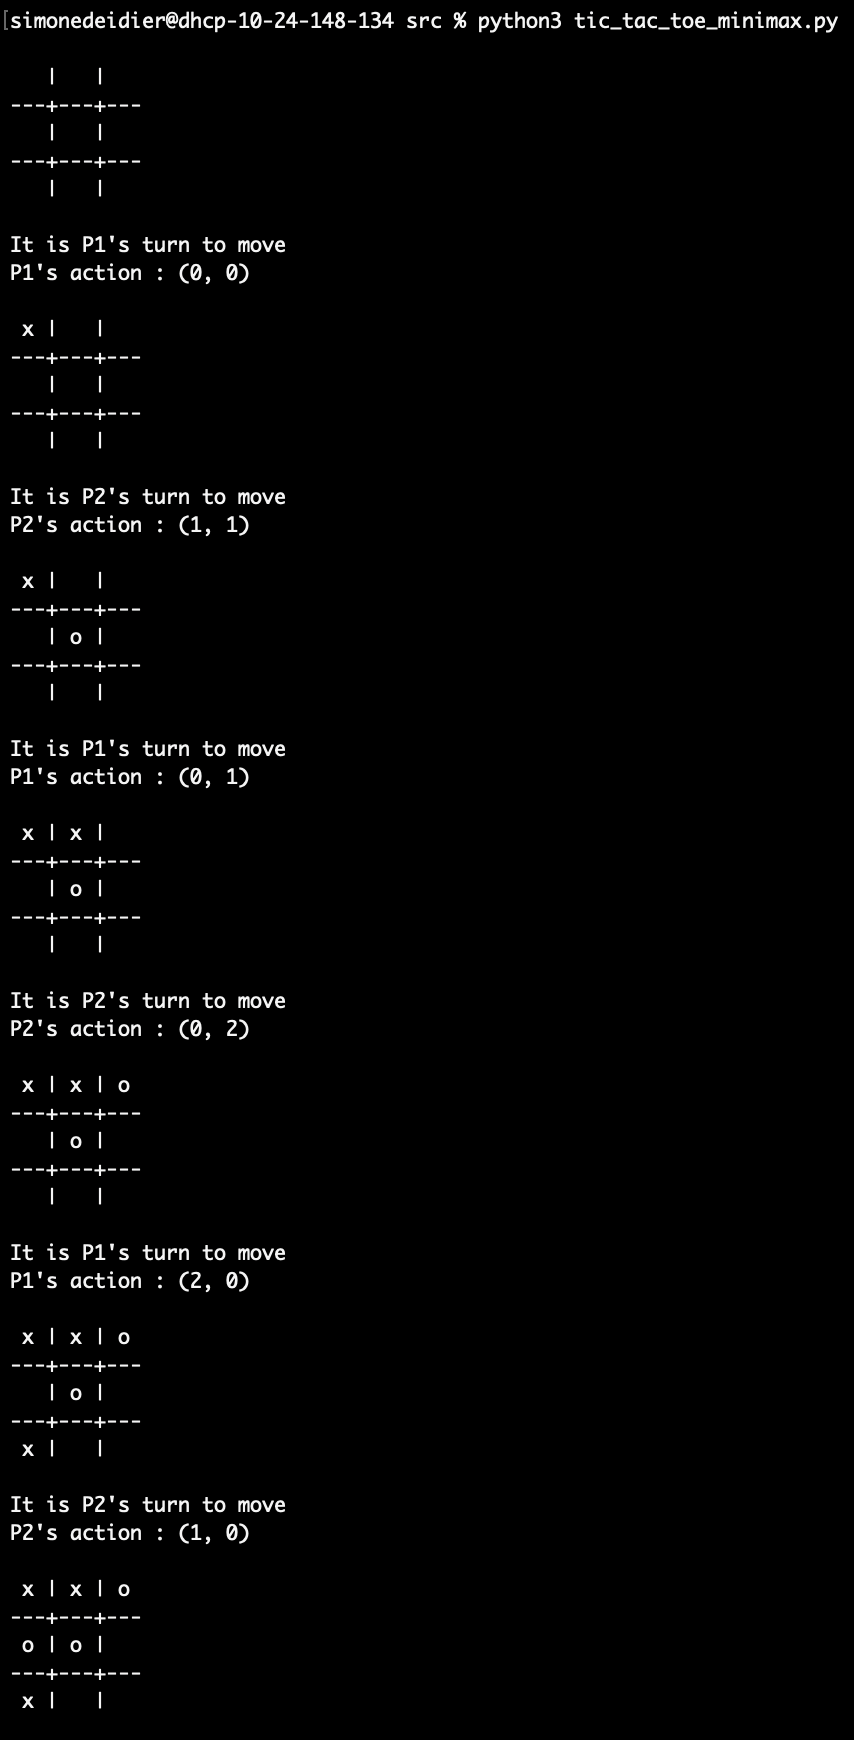 [simonedeidier@dhcp-10-24-148-134 src % python3 tic_tac_toe_minimax.py

   |   |
---+---+---
   |   |
---+---+---
   |   |

It is P1's turn to move
P1's action : (0, 0)

 x |   |
---+---+---
   |   |
---+---+---
   |   |

It is P2's turn to move
P2's action : (1, 1)

 x |   |
---+---+---
   | o |
---+---+---
   |   |

It is P1's turn to move
P1's action : (0, 1)

 x | x |
---+---+---
   | o |
---+---+---
   |   |

It is P2's turn to move
P2's action : (0, 2)

 x | x | o
---+---+---
   | o |
---+---+---
   |   |

It is P1's turn to move
P1's action : (2, 0)

 x | x | o
---+---+---
   | o |
---+---+---
 x |   |

It is P2's turn to move
P2's action : (1, 0)

 x | x | o
---+---+---
 o | o |
---+---+---
 x |   |